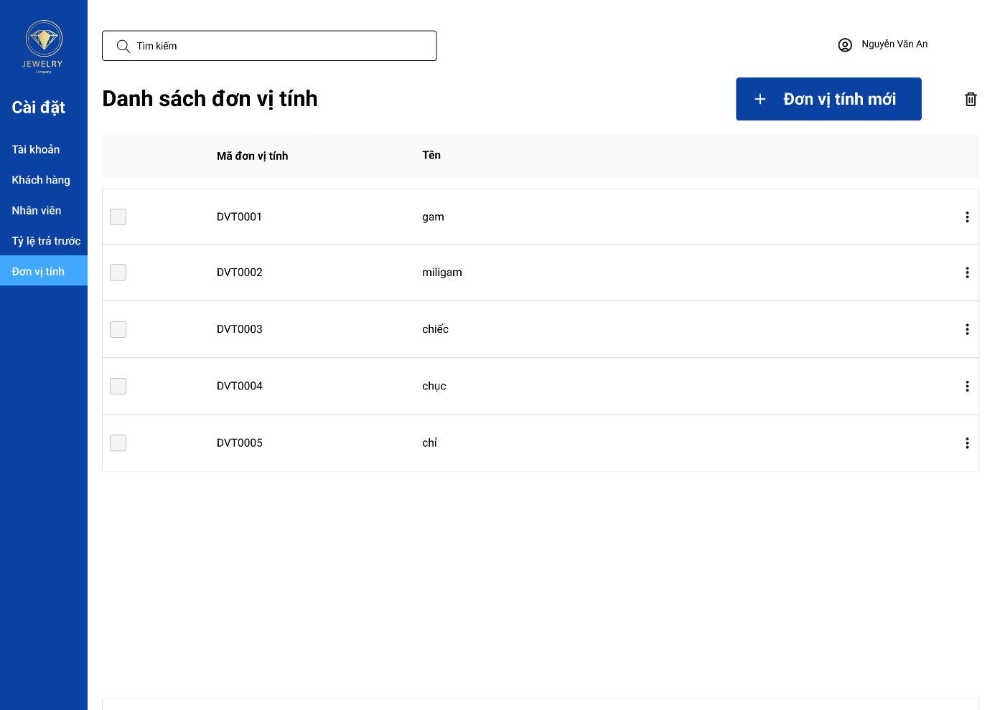 JEWELRY
Company
Cài đặt
Tài khoản
Khách hàng
Nhân viên
Tỷ lệ trả trước
Đơn vị tính
Tìm kiếm
Nguyễn Văn An
Danh sách đơn vị tính
+ Đơn vị tính mới
Mã đơn vị tính Tên
DVT0001 gam
DVT0002 miligam
DVT0003 chiếc
DVT0004 chục
DVT0005 chỉ